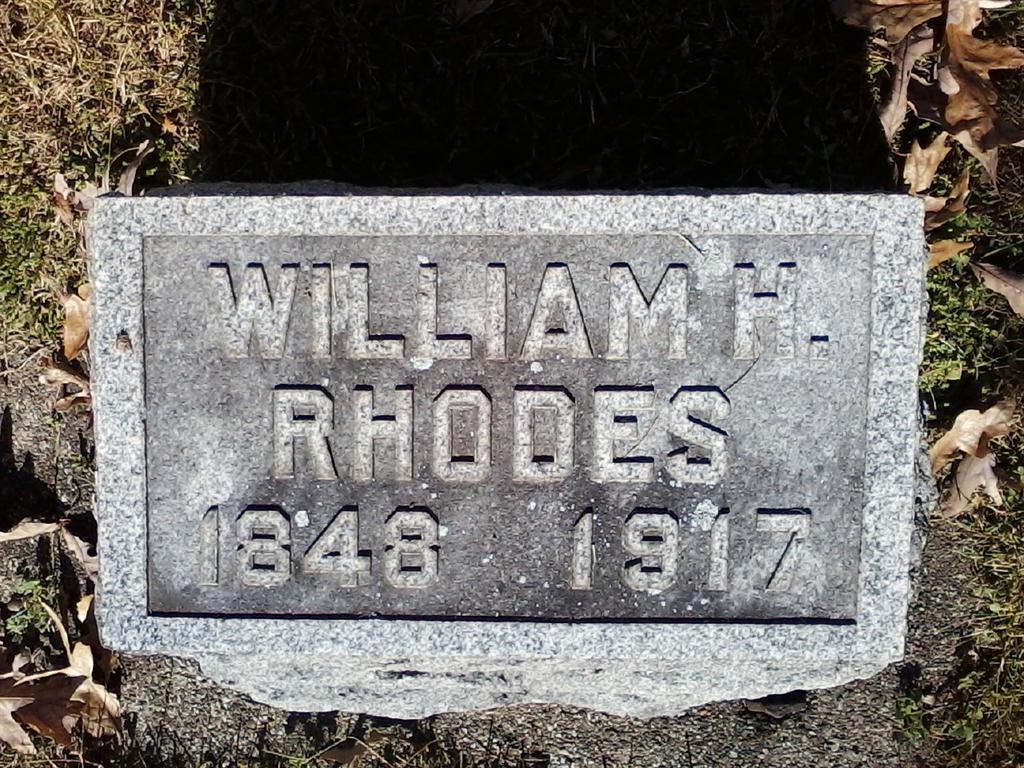 WILLIAM H.
RHODES
1848 1917